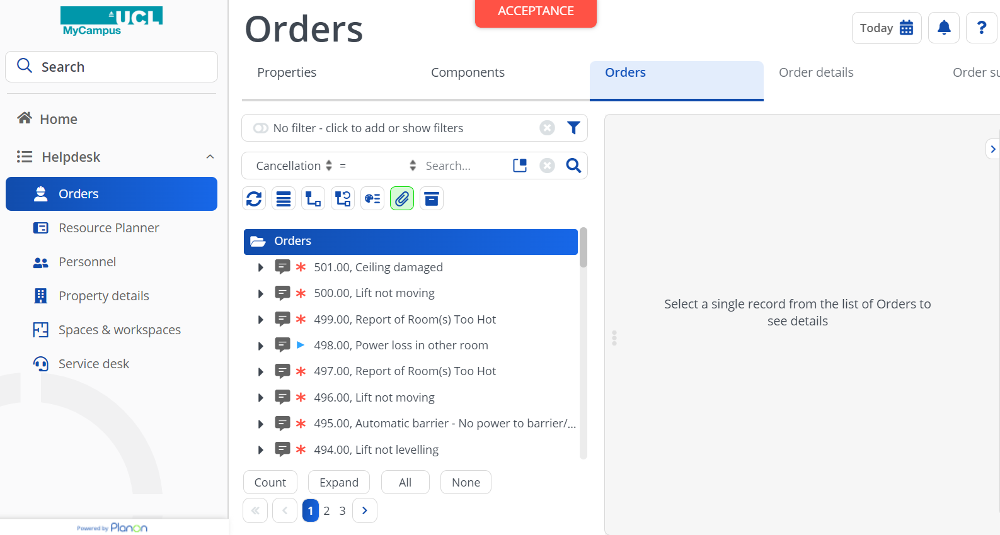 UCL
MyCampus
Search
Home
Helpdesk
Orders
Resource Planner
Personnel
Property details
Spaces & workspaces
Service desk
Powered by Planon
Orders
ACCEPTANCE
Today
?
Properties
Components
Orders
Order details
Order su
No filter - click to add or show filters
Cancellation = Search...
Orders
501.00, Ceiling damaged
500.00, Lift not moving
499.00, Report of Room(s) Too Hot
498.00, Power loss in other room
497.00, Report of Room(s) Too Hot
496.00, Lift not moving
495.00, Automatic barrier - No power to barrier/...
494.00, Lift not levelling
Count Expand All None
1 2 3
Select a single record from the list of Orders to
see details